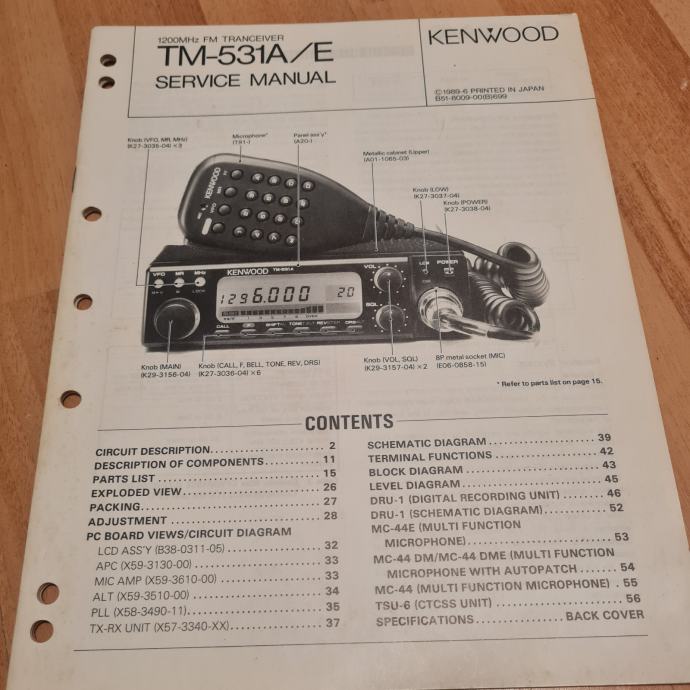 1200MHz FM TRANCEIVER
TM-531A/E
SERVICE MANUAL
KENWOOD
©1989-6 PRINTED IN JAPAN
B51-8009-00(B)699
Knob (VFO, MR, MHz)
(K27-3035-04) × 3
Microphone*
(T91-)
Panel ass'y*
(A20-)
Metallic cabinet (Upper)
(A01-1065-03)
Knob (LOW)
(K27-3037-04)
Knob (POWER)
(K27-3038-04)
KENWOOD
VFO MR MHz
KENWOOD TM-531A
VOL
LOW POWER
1296.000 20
SQL
CALL SHIFT TONE REV
Knob (MAIN)
(K29-3156-04)
Knob (CALL, F, BELL, TONE, REV, DRS)
(K27-3036-04) × 6
Knob (VOL, SQL)
(K29-3157-04) × 2
8P metal socket (MIC)
(E06-0858-15)
* Refer to parts list on page 15.
CONTENTS
CIRCUIT DESCRIPTION 2
DESCRIPTION OF COMPONENTS 11
PARTS LIST 15
EXPLODED VIEW 26
PACKING 27
ADJUSTMENT 28
PC BOARD VIEWS/CIRCUIT DIAGRAM
LCD ASS'Y (B38-0311-05) 32
APC (X59-3130-00) 33
MIC AMP (X59-3610-00) 33
ALT (X59-3510-00) 34
PLL (X58-3490-11) 35
TX-RX UNIT (X57-3340-XX) 37
SCHEMATIC DIAGRAM 39
TERMINAL FUNCTIONS 42
BLOCK DIAGRAM 43
LEVEL DIAGRAM 45
DRU-1 (DIGITAL RECORDING UNIT) 46
DRU-1 (SCHEMATIC DIAGRAM) 52
MC-44E (MULTI FUNCTION
MICROPHONE) 53
MC-44 DM/MC-44 DME (MULTI FUNCTION
MICROPHONE WITH AUTOPATCH 54
MC-44 (MULTI FUNCTION MICROPHONE) 55
TSU-6 (CTCSS UNIT) 56
SPECIFICATIONS BACK COVER